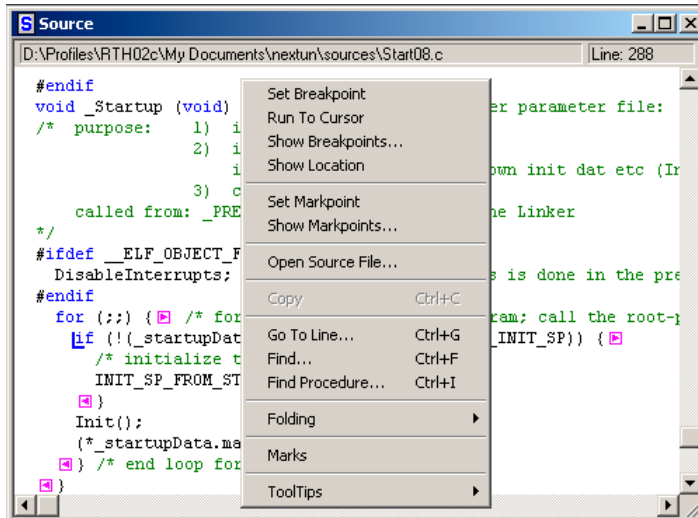 Source
D:\Profiles\RTH02c\My Documents\nextun\sources\Start08.c Line: 288
#endif
void _Startup (void) er parameter file:
/* purpose: 1) i
2) i
i own init dat etc (In
3) c
called from: _PRE he Linker
*/
#ifdef __ELF_OBJECT_F
DisableInterrupts; s is done in the pre
#endif
for (;;) { /* for ram; call the root-p
if (!(_startupDat _INIT_SP)) {
/* initialize t
INIT_SP_FROM_ST
}
Init();
(*_startupData.ma
} /* end loop for
}
Set Breakpoint
Run To Cursor
Show Breakpoints...
Show Location
Set Markpoint
Show Markpoints...
Open Source File...
Copy Ctrl+C
Go To Line... Ctrl+G
Find... Ctrl+F
Find Procedure... Ctrl+I
Folding
Marks
ToolTips